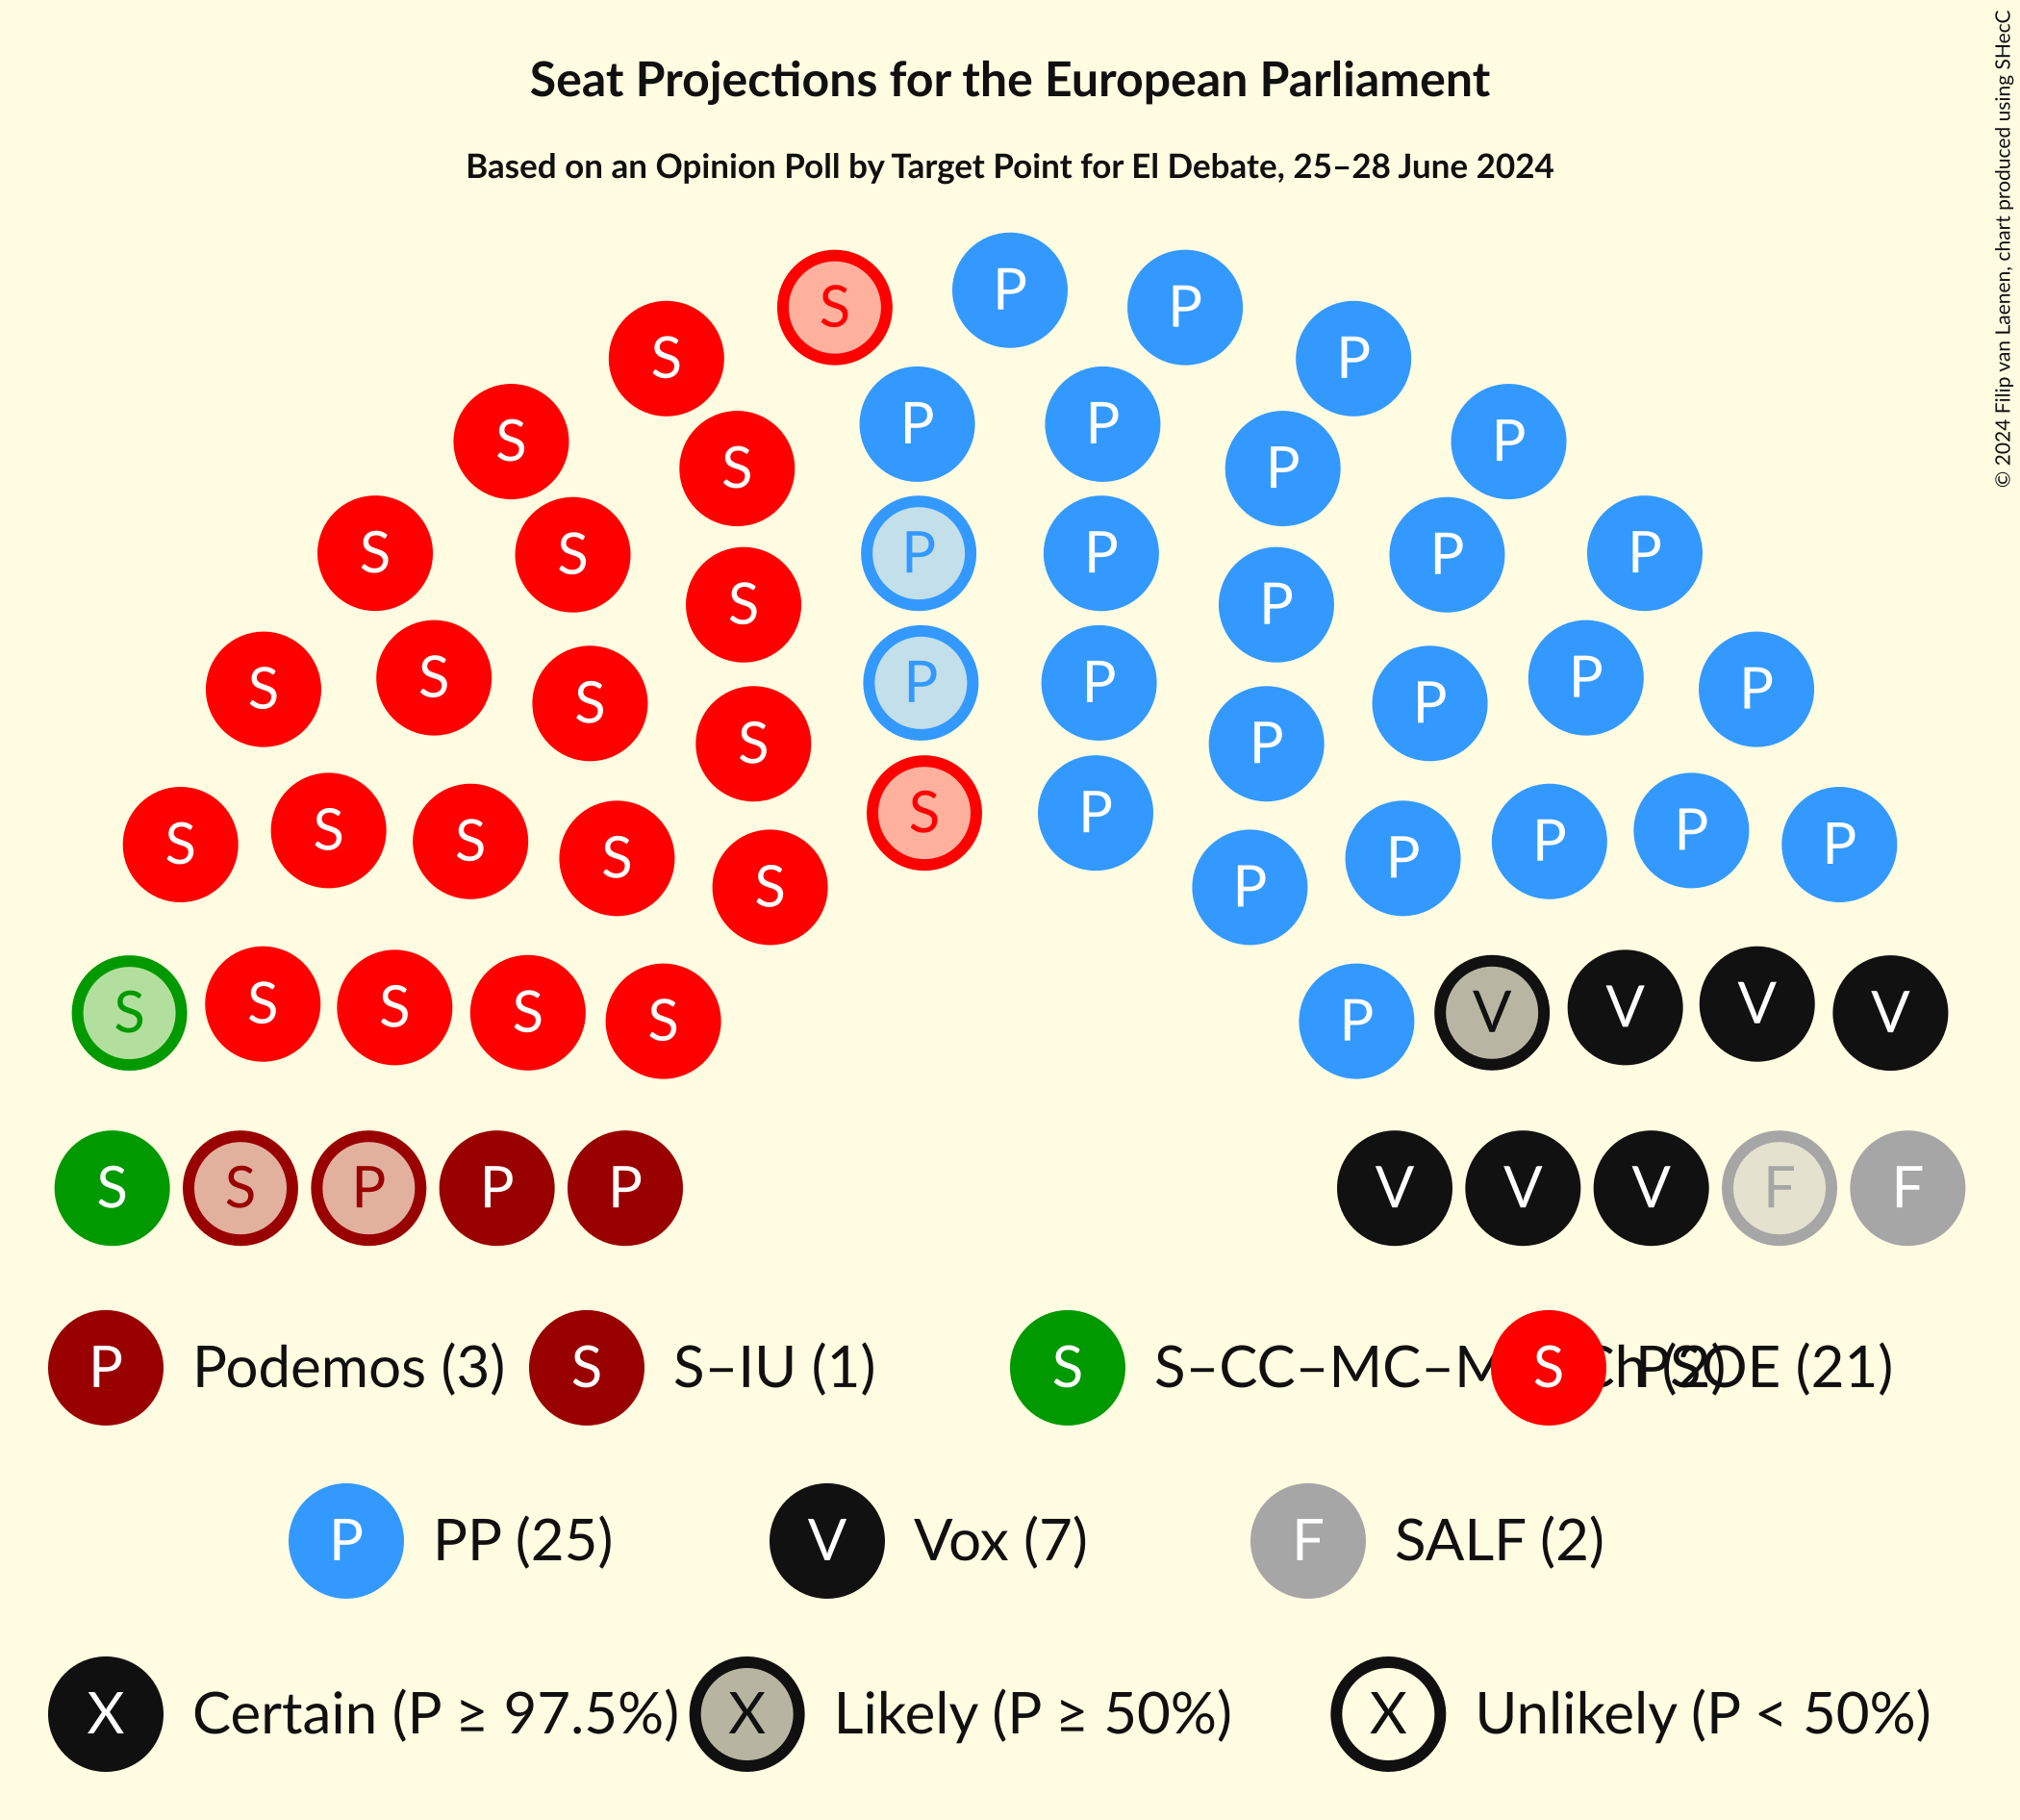 Seat Projections for the European Parliament
Based on an Opinion Poll by Target Point for El Debate, 25–28 June 2024
© 2024 Filip van Laenen, chart produced using SHecC
P
S P
S P
P P
S P
S P
S S P P P P
S P
S P
P P
S P
S P
S P
S P
S P
S P
S P
S P
S P
S S S S S P V V V V
S S P P P V V V F F
P Podemos (3) S S–IU (1) S S PSOE (21)
P PP (25) V Vox (7) F SALF (2)
X Certain (P ≥ 97.5%) X Likely (P ≥ 50%) X Unlikely (P < 50%)